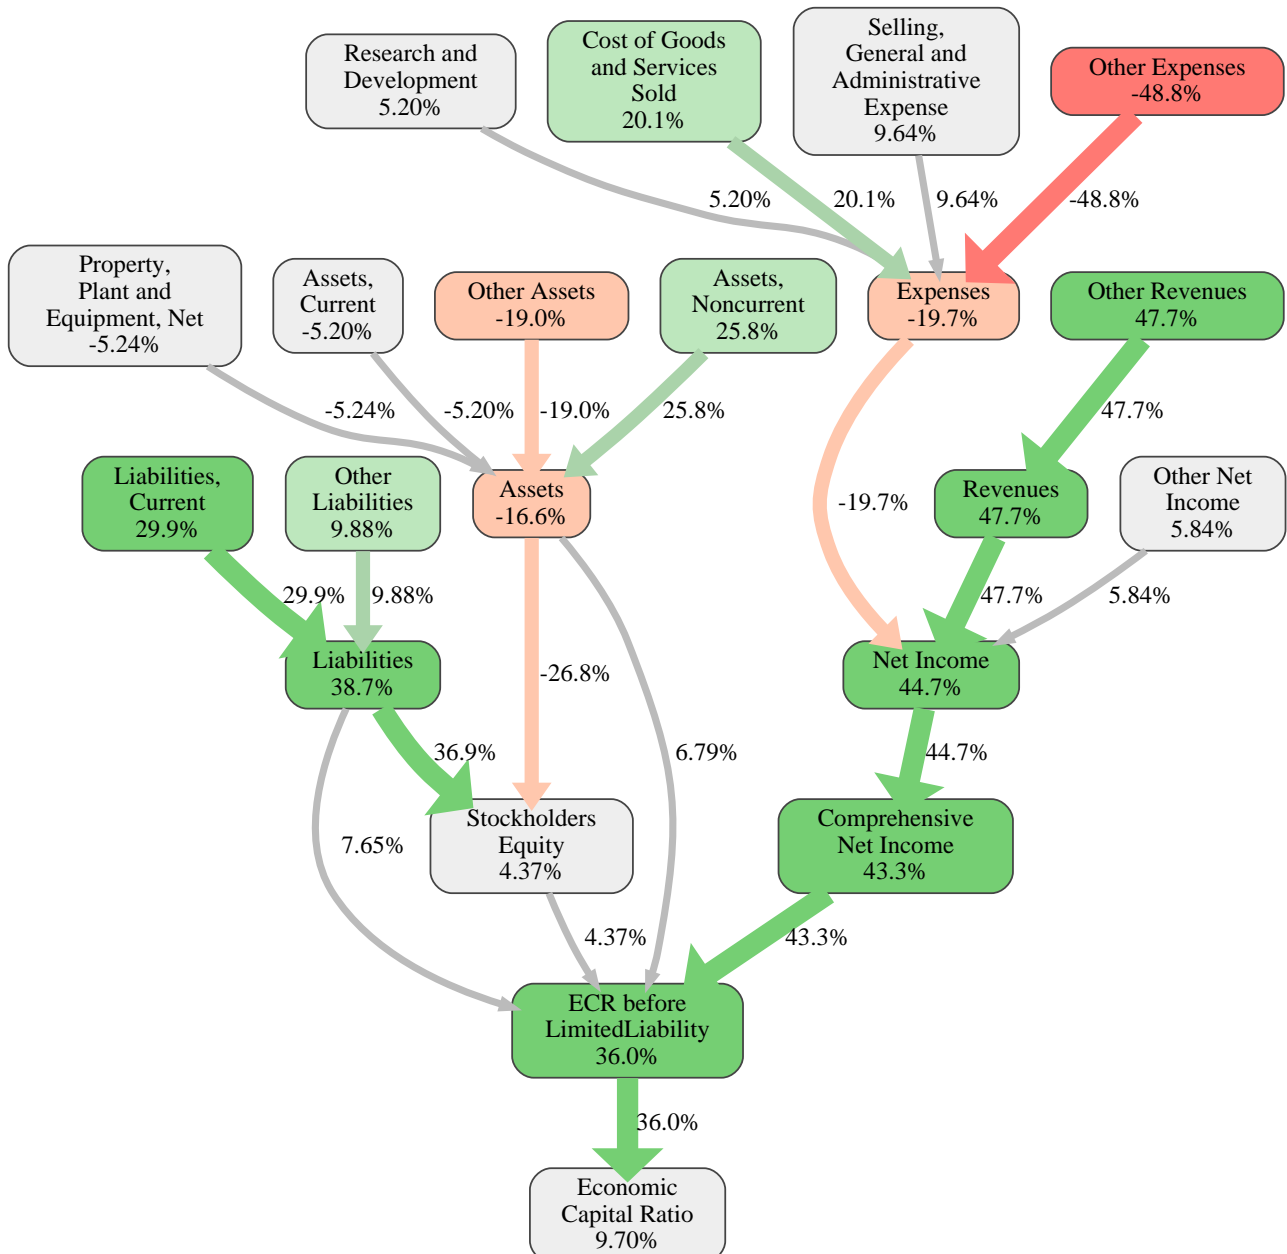 Research and
Development
5.20%
Cost of Goods
and Services
Sold
20.1%
Selling,
General and
Administrative
Expense
9.64%
Other Expenses
-48.8%
5.20%
20.1%
9.64%
-48.8%
Property,
Plant and
Equipment, Net
-5.24%
Assets,
Current
-5.20%
Other Assets
-19.0%
Assets,
Noncurrent
25.8%
Expenses
-19.7%
Other Revenues
47.7%
-5.24%
-5.20%
-19.0%
25.8%
47.7%
Liabilities,
Current
29.9%
Other
Liabilities
9.88%
Assets
-16.6%
-19.7%
Revenues
47.7%
Other Net
Income
5.84%
29.9%
9.88%
47.7%
5.84%
Liabilities
38.7%
-26.8%
Net Income
44.7%
36.9%
6.79%
44.7%
7.65%
Stockholders
Equity
4.37%
Comprehensive
Net Income
43.3%
4.37%
43.3%
ECR before
LimitedLiability
36.0%
36.0%
Economic
Capital Ratio
9.70%